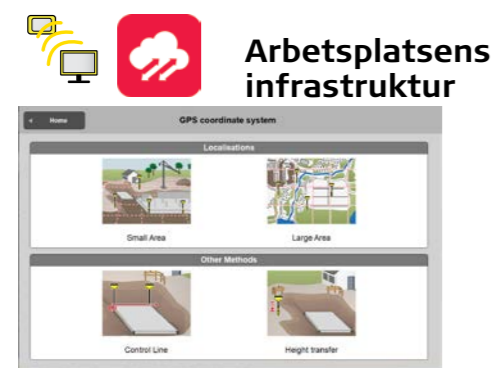 Arbetsplatsens
infrastruktur
Home
GPS coordinate system
Localisations
Small Area
Large Area
Other Methods
Control Line
Height transfer